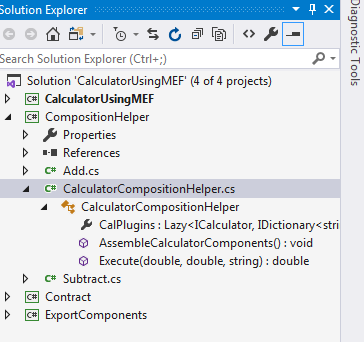 Solution Explorer
Search Solution Explorer (Ctrl+;)
Solution 'CalculatorUsingMEF' (4 of 4 projects)
C# CalculatorUsingMEF
C# CompositionHelper
Properties
References
C# Add.cs
C# CalculatorCompositionHelper.cs
CalculatorCompositionHelper
CalPlugins : Lazy<ICalculator, IDictionary<stri
AssembleCalculatorComponents() : void
Execute(double, double, string) : double
C# Subtract.cs
C# Contract
C# ExportComponents
Diagnostic Tools